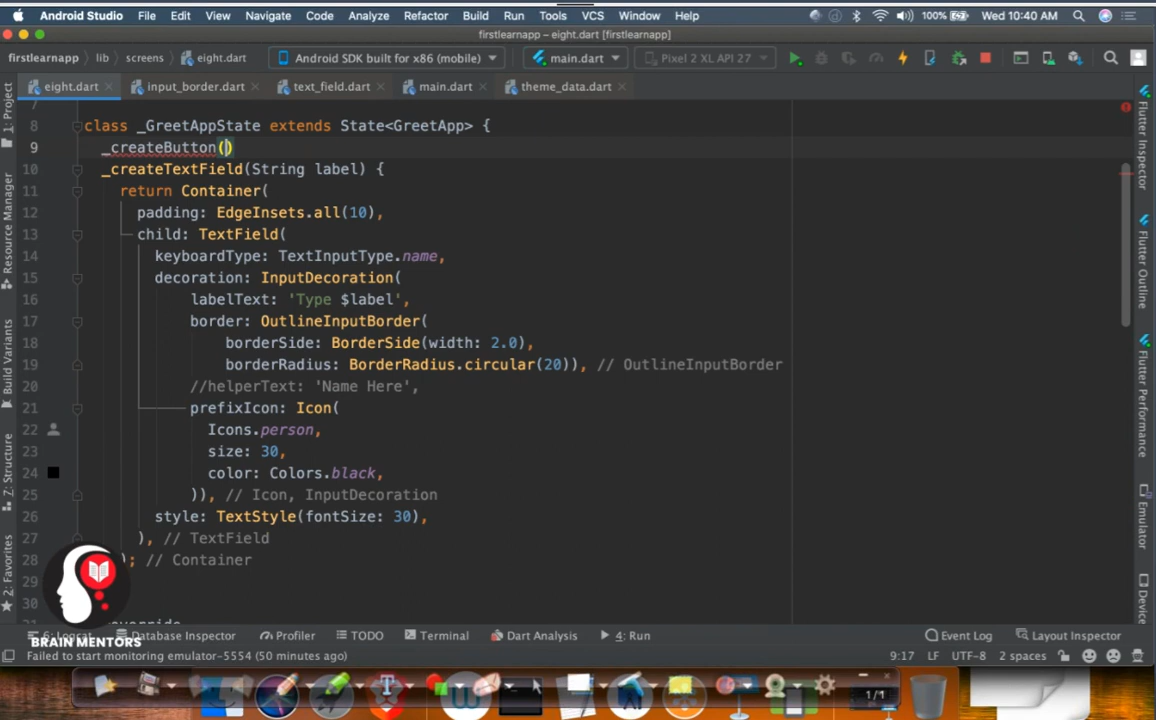 Android Studio File Edit View Navigate Code Analyze Refactor Build Run Tools VCS Window Help 100% Wed 10:40 AM
firstlearnapp – eight.dart [firstlearnapp]
firstlearnapp lib screens eight.dart Android SDK built for x86 (mobile) main.dart Pixel 2 XL API 27
eight.dart input_border.dart text_field.dart main.dart theme_data.dart
7
8 class _GreetAppState extends State<GreetApp> {
9 _createButton()
10 _createTextField(String label) {
11 return Container(
12 padding: EdgeInsets.all(10),
13 child: TextField(
14 keyboardType: TextInputType.name,
15 decoration: InputDecoration(
16 labelText: 'Type $label',
17 border: OutlineInputBorder(
18 borderSide: BorderSide(width: 2.0),
19 borderRadius: BorderRadius.circular(20)), // OutlineInputBorder
20 //helperText: 'Name Here',
21 prefixIcon: Icon(
22 Icons.person,
23 size: 30,
24 color: Colors.black,
25 )), // Icon, InputDecoration
26 style: TextStyle(fontSize: 30),
27 ), // TextField
28 ); // Container
29
30
override
1: Project
Resource Manager
Build Variants
7: Structure
2: Favorites
Flutter Inspector
Flutter Outline
Flutter Performance
Emulator
Device
BRAIN MENTORS
6: Logcat Database Inspector Profiler TODO Terminal Dart Analysis 4: Run Event Log Layout Inspector
Failed to start monitoring emulator-5554 (50 minutes ago) 9:17 LF UTF-8 2 spaces
1/1